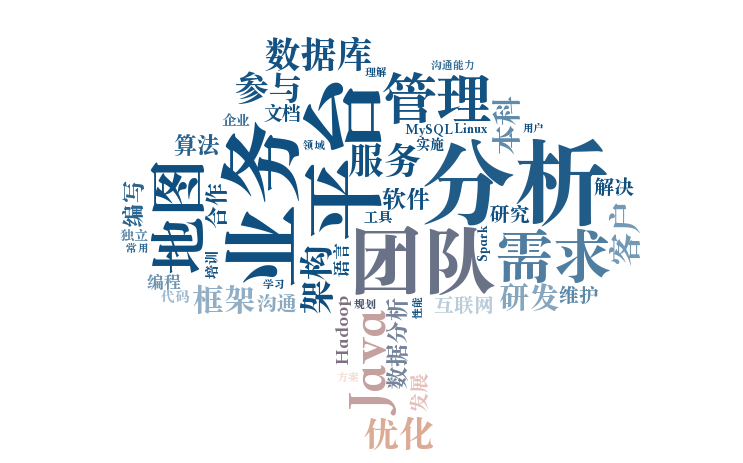 数据库
沟通能力
理解
参与
管理
文档
企业
MySQL
Linux
用户
本科
算法
领域
实施
业务
平台
服务
分析
地图
编写
合作
软件
解决
研究
工具
独立
常用
培训
语言
Spark
客户
团队
需求
学习
架构
编程
代码
框架
沟通
规划
性能
互联网
研发
维护
Hadoop
Java
数据分析
方案
发展
优化